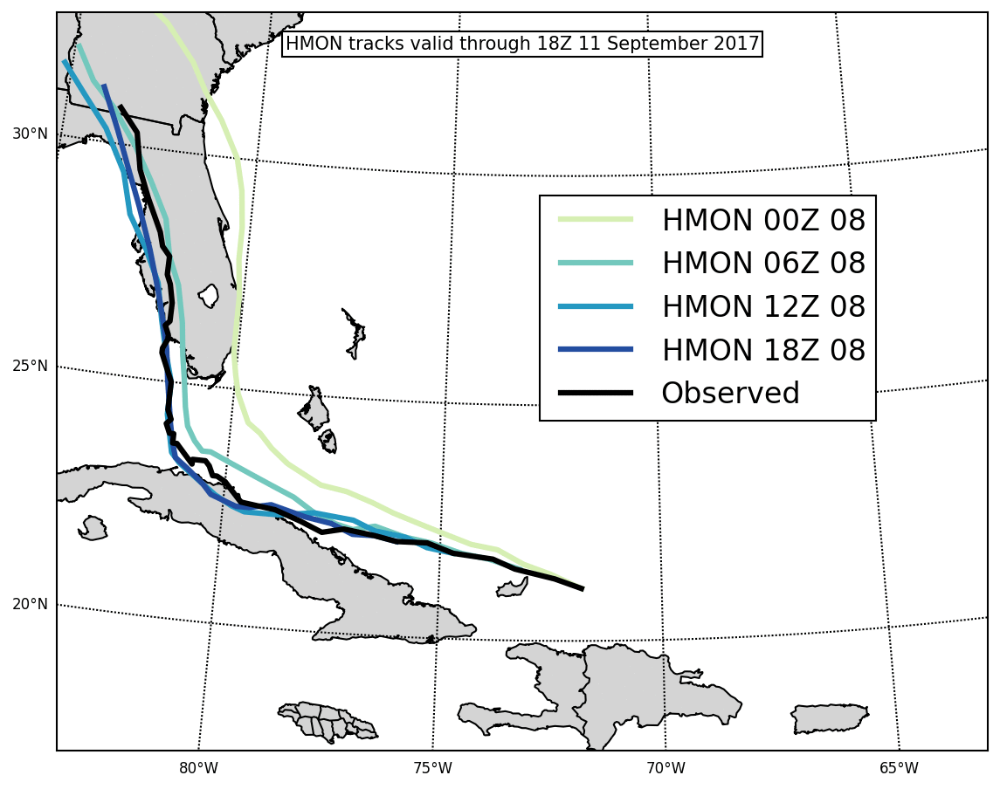 HMON tracks valid through 18Z 11 September 2017
30°N
HMON 00Z 08
HMON 06Z 08
HMON 12Z 08
HMON 18Z 08
Observed
25°N
20°N
80°W 75°W 70°W 65°W